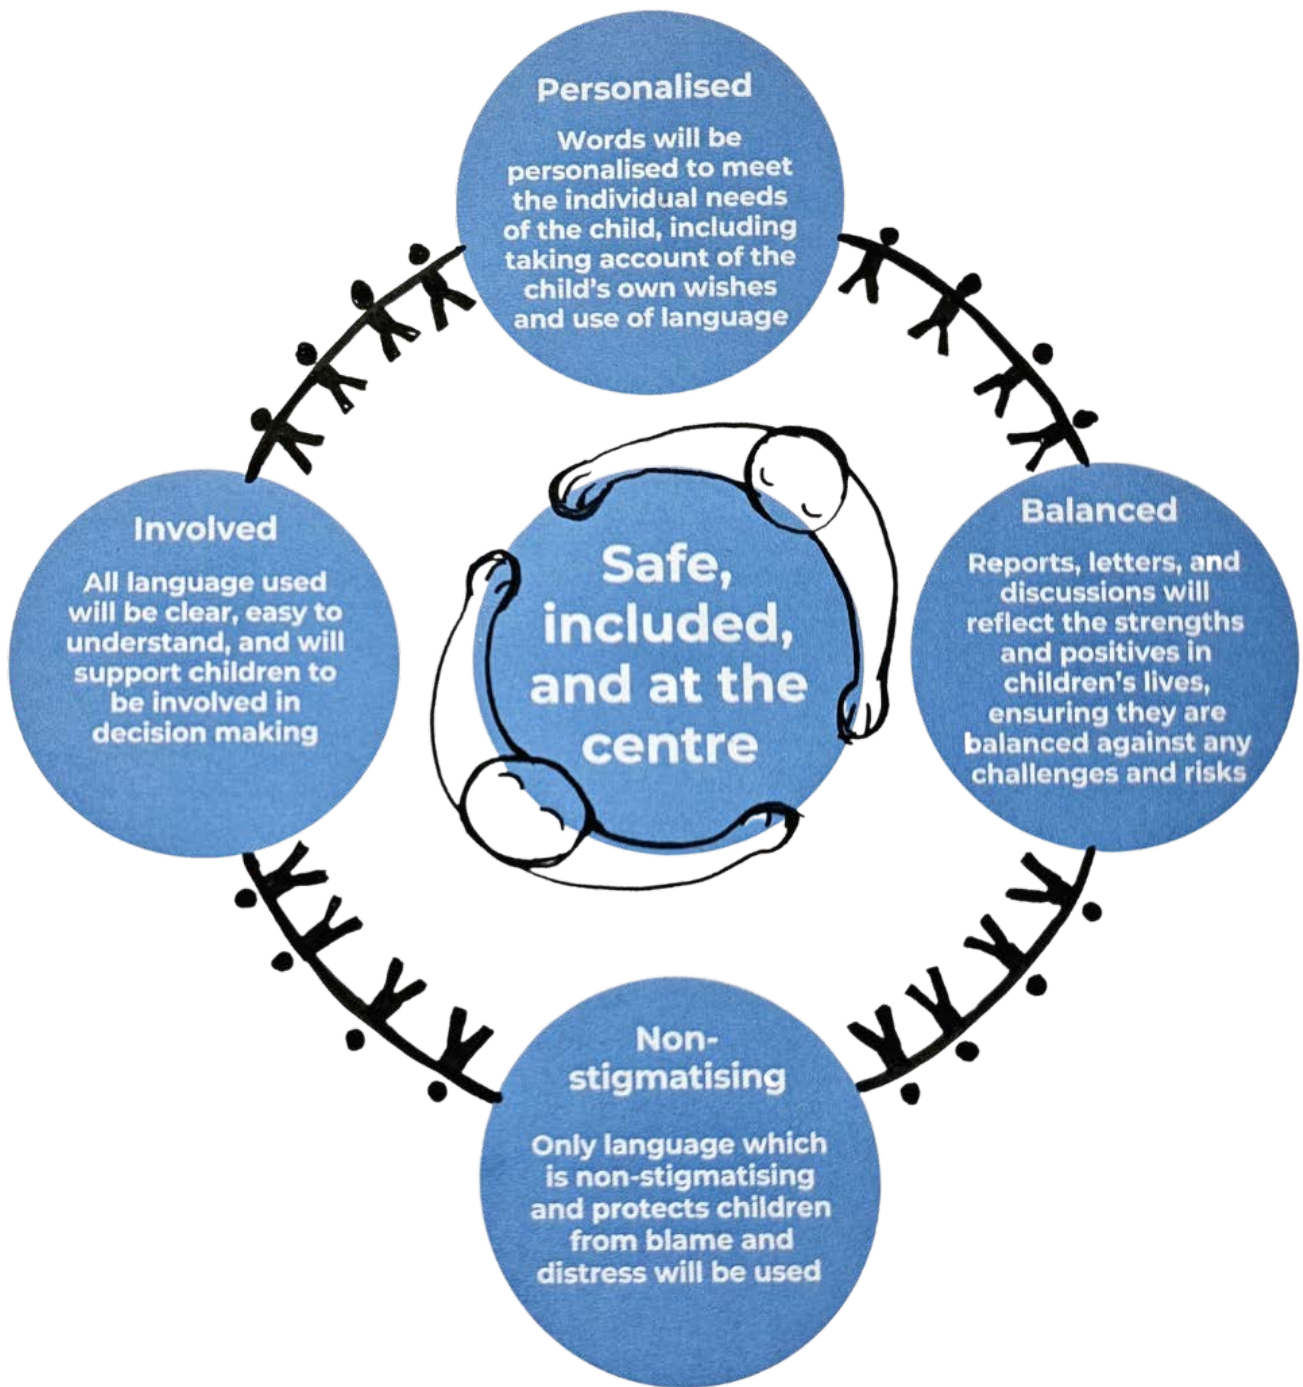 Personalised
Words will be
personalised to meet
the individual needs
of the child, including
taking account of the
child's own wishes
and use of language
Involved
All language used
will be clear, easy to
understand, and will
support children to
be involved in
decision making
Safe,
included,
and at the
centre
Balanced
Reports, letters, and
discussions will
reflect the strengths
and positives in
children's lives,
ensuring they are
balanced against any
challenges and risks
Non-
stigmatising
Only language which
is non-stigmatising
and protects children
from blame and
distress will be used